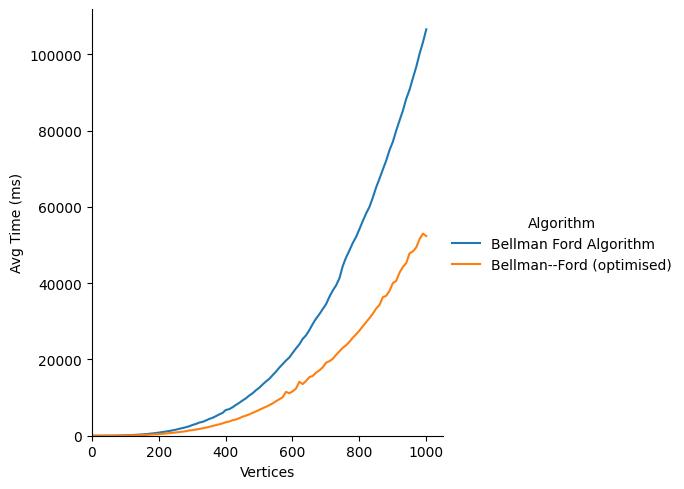 100000
80000
60000
40000
20000
0
Avg Time (ms)
0 200 400 600 800 1000
Vertices
Algorithm
Bellman Ford Algorithm
Bellman--Ford (optimised)